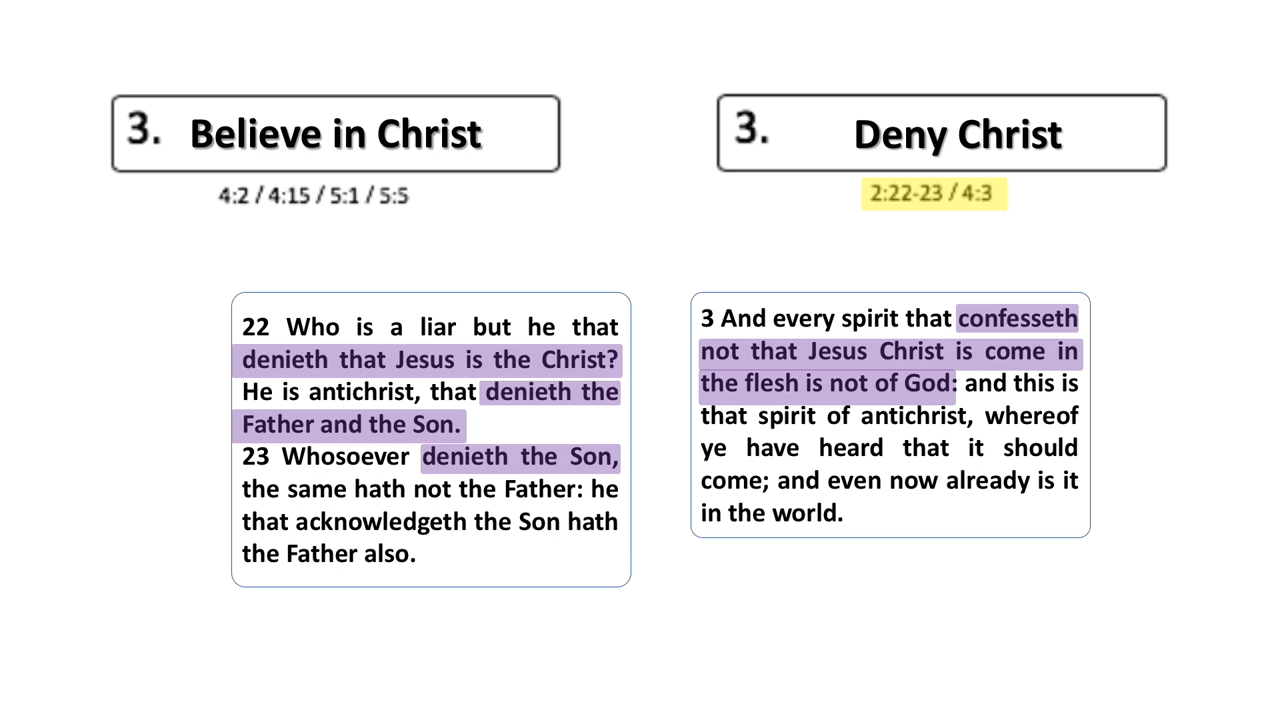 3. Believe in Christ
4:2 / 4:15 / 5:1 / 5:5
3. Deny Christ
2:22-23 / 4:3
22 Who is a liar but he that
denieth that Jesus is the Christ?
He is antichrist, that denieth the
Father and the Son.
23 Whosoever denieth the Son,
the same hath not the Father: he
that acknowledgeth the Son hath
the Father also.
3 And every spirit that confesseth
not that Jesus Christ is come in
the flesh is not of God: and this is
that spirit of antichrist, whereof
ye have heard that it should
come; and even now already is it
in the world.